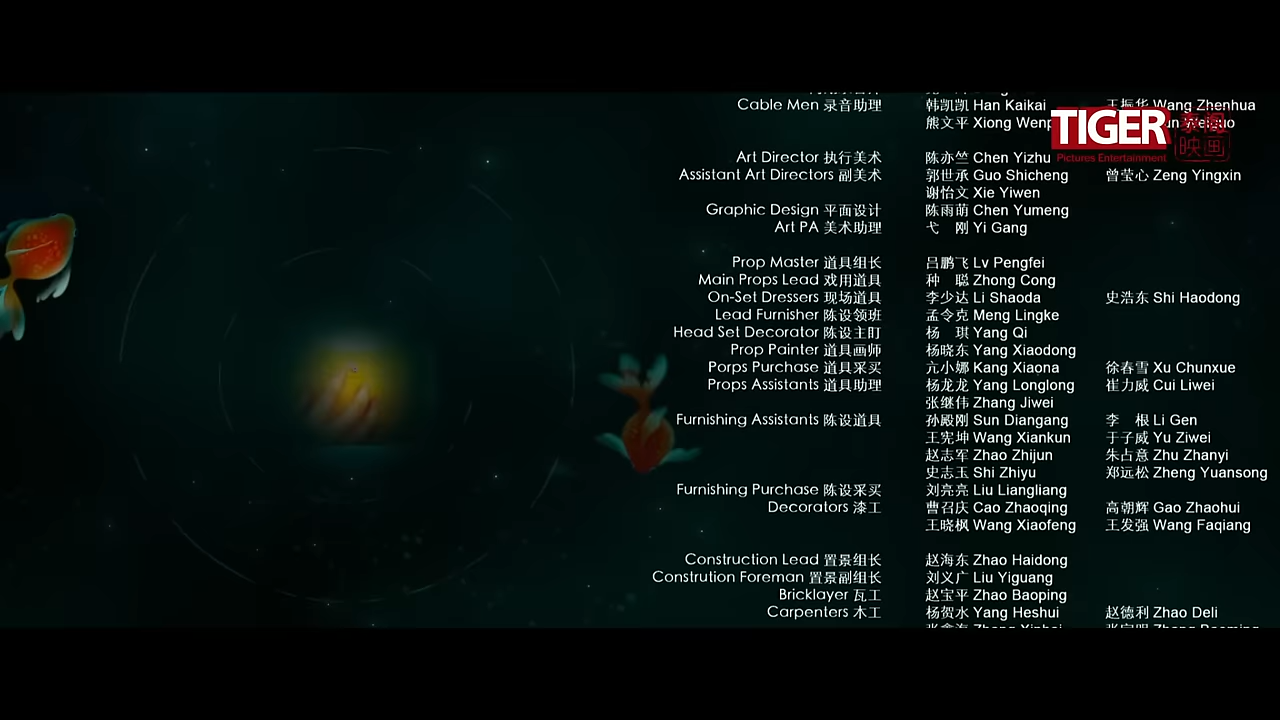 Cable Men 录音助理 韩凯凯 Han Kaikai 王振华 Wang Zhenhua
熊文平 Xiong Wenp
TIGER 泰阁映画
Pictures Entertainment
Art Director 执行美术 陈亦竺 Chen Yizhu
Assistant Art Directors 副美术 郭世承 Guo Shicheng 曾莹心 Zeng Yingxin
谢怡文 Xie Yiwen
Graphic Design 平面设计 陈雨萌 Chen Yumeng
Art PA 美术助理 弋 刚 Yi Gang
Prop Master 道具组长 吕鹏飞 Lv Pengfei
Main Props Lead 戏用道具 种 聪 Zhong Cong
On-Set Dressers 现场道具 李少达 Li Shaoda 史浩东 Shi Haodong
Lead Furnisher 陈设领班 孟令克 Meng Lingke
Head Set Decorator 陈设主盯 杨 琪 Yang Qi
Prop Painter 道具画师 杨晓东 Yang Xiaodong
Porps Purchase 道具采买 亢小娜 Kang Xiaona 徐春雪 Xu Chunxue
Props Assistants 道具助理 杨龙龙 Yang Longlong 崔力威 Cui Liwei
张继伟 Zhang Jiwei
Furnishing Assistants 陈设道具 孙殿刚 Sun Diangang 李 根 Li Gen
王宪坤 Wang Xiankun 于子威 Yu Ziwei
赵志军 Zhao Zhijun 朱占意 Zhu Zhanyi
史志玉 Shi Zhiyu 郑远松 Zheng Yuansong
Furnishing Purchase 陈设采买 刘亮亮 Liu Liangliang
Decorators 漆工 曹召庆 Cao Zhaoqing 高朝辉 Gao Zhaohui
王晓枫 Wang Xiaofeng 王发强 Wang Faqiang
Construction Lead 置景组长 赵海东 Zhao Haidong
Constrution Foreman 置景副组长 刘义广 Liu Yiguang
Bricklayer 瓦工 赵宝平 Zhao Baoping
Carpenters 木工 杨贺水 Yang Heshui 赵德利 Zhao Deli